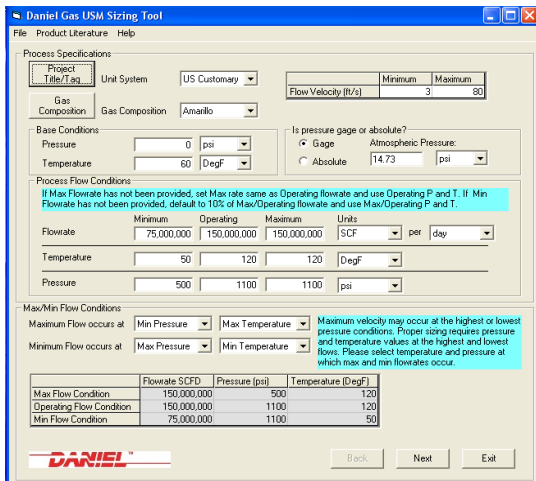 Daniel Gas USM Sizing Tool
File Product Literature Help
Process Specifications
Project Title/Tag
Unit System US Customary
Minimum Maximum
Flow Velocity (ft/s) 3 80
Gas Composition
Gas Composition Amarillo
Base Conditions
Pressure 0 psi
Temperature 60 DegF
Is pressure gage or absolute?
Gage Atmospheric Pressure:
Absolute 14.73 psi
Process Flow Conditions
If Max Flowrate has not been provided, set Max rate same as Operating flowrate and use Operating P and T. If Min
Flowrate has not been provided, default to 10% of Max/Operating flowrate and use Max/Operating P and T.
Minimum Operating Maximum Units
Flowrate 75,000,000 150,000,000 150,000,000 SCF per day
Temperature 50 120 120 DegF
Pressure 500 1100 1100 psi
Max/Min Flow Conditions
Maximum Flow occurs at Min Pressure Max Temperature
Minimum Flow occurs at Max Pressure Min Temperature
Maximum velocity may occur at the highest or lowest
pressure conditions. Proper sizing requires pressure
and temperature values at the highest and lowest
flows. Please select temperature and pressure at
which max and min flowrates occur.
Flowrate SCFD Pressure (psi) Temperature (DegF)
Max Flow Condition 150,000,000 500 120
Operating Flow Condition 150,000,000 1100 120
Min Flow Condition 75,000,000 1100 50
DANIEL™
Back Next Exit